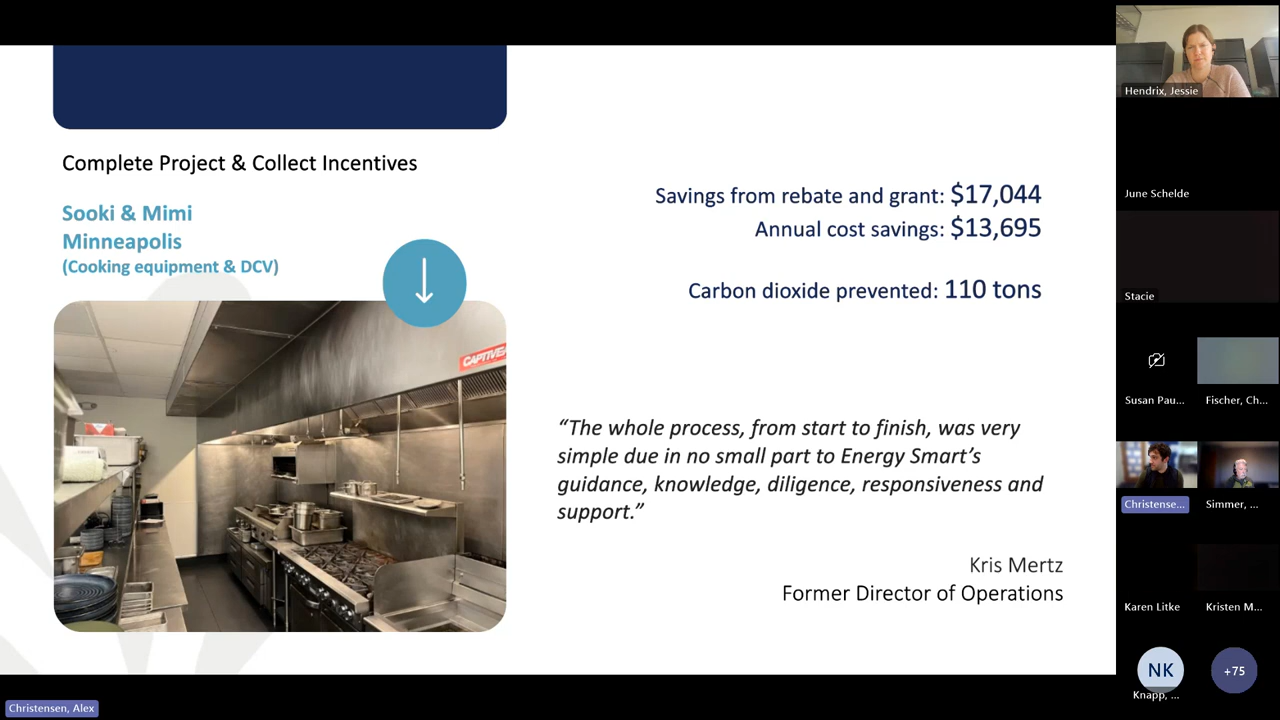 Complete Project & Collect Incentives
Sooki & Mimi
Minneapolis
(Cooking equipment & DCV)
CAPTIVEA
Savings from rebate and grant: $17,044
Annual cost savings: $13,695
Carbon dioxide prevented: 110 tons
“The whole process, from start to finish, was very
simple due in no small part to Energy Smart’s
guidance, knowledge, diligence, responsiveness and
support.”
Kris Mertz
Former Director of Operations
Hendrix, Jessie
June Schelde
Stacie
Susan Pau...
Fischer, Ch...
Christense...
Simmer, ...
Karen Litke
Kristen M...
NK
+75
Knapp, ...
Christensen, Alex